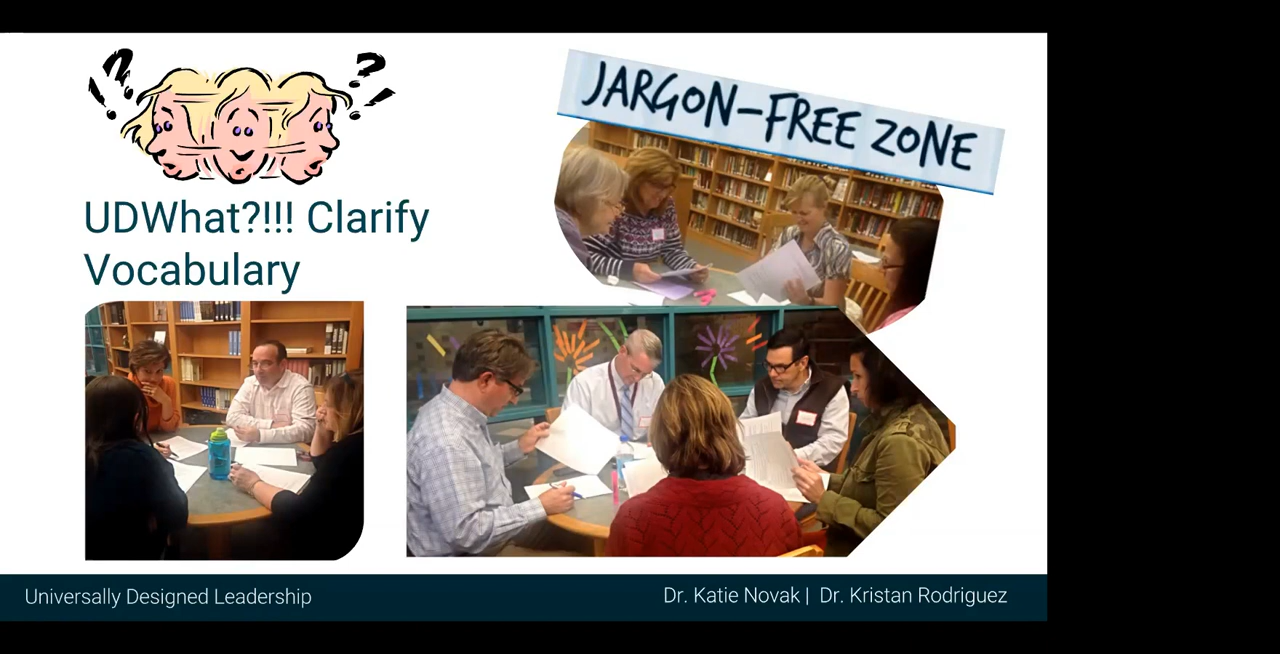 JARGON-FREE ZONE
UDWhat?!!! Clarify
Vocabulary
Universally Designed Leadership
Dr. Katie Novak | Dr. Kristan Rodriguez